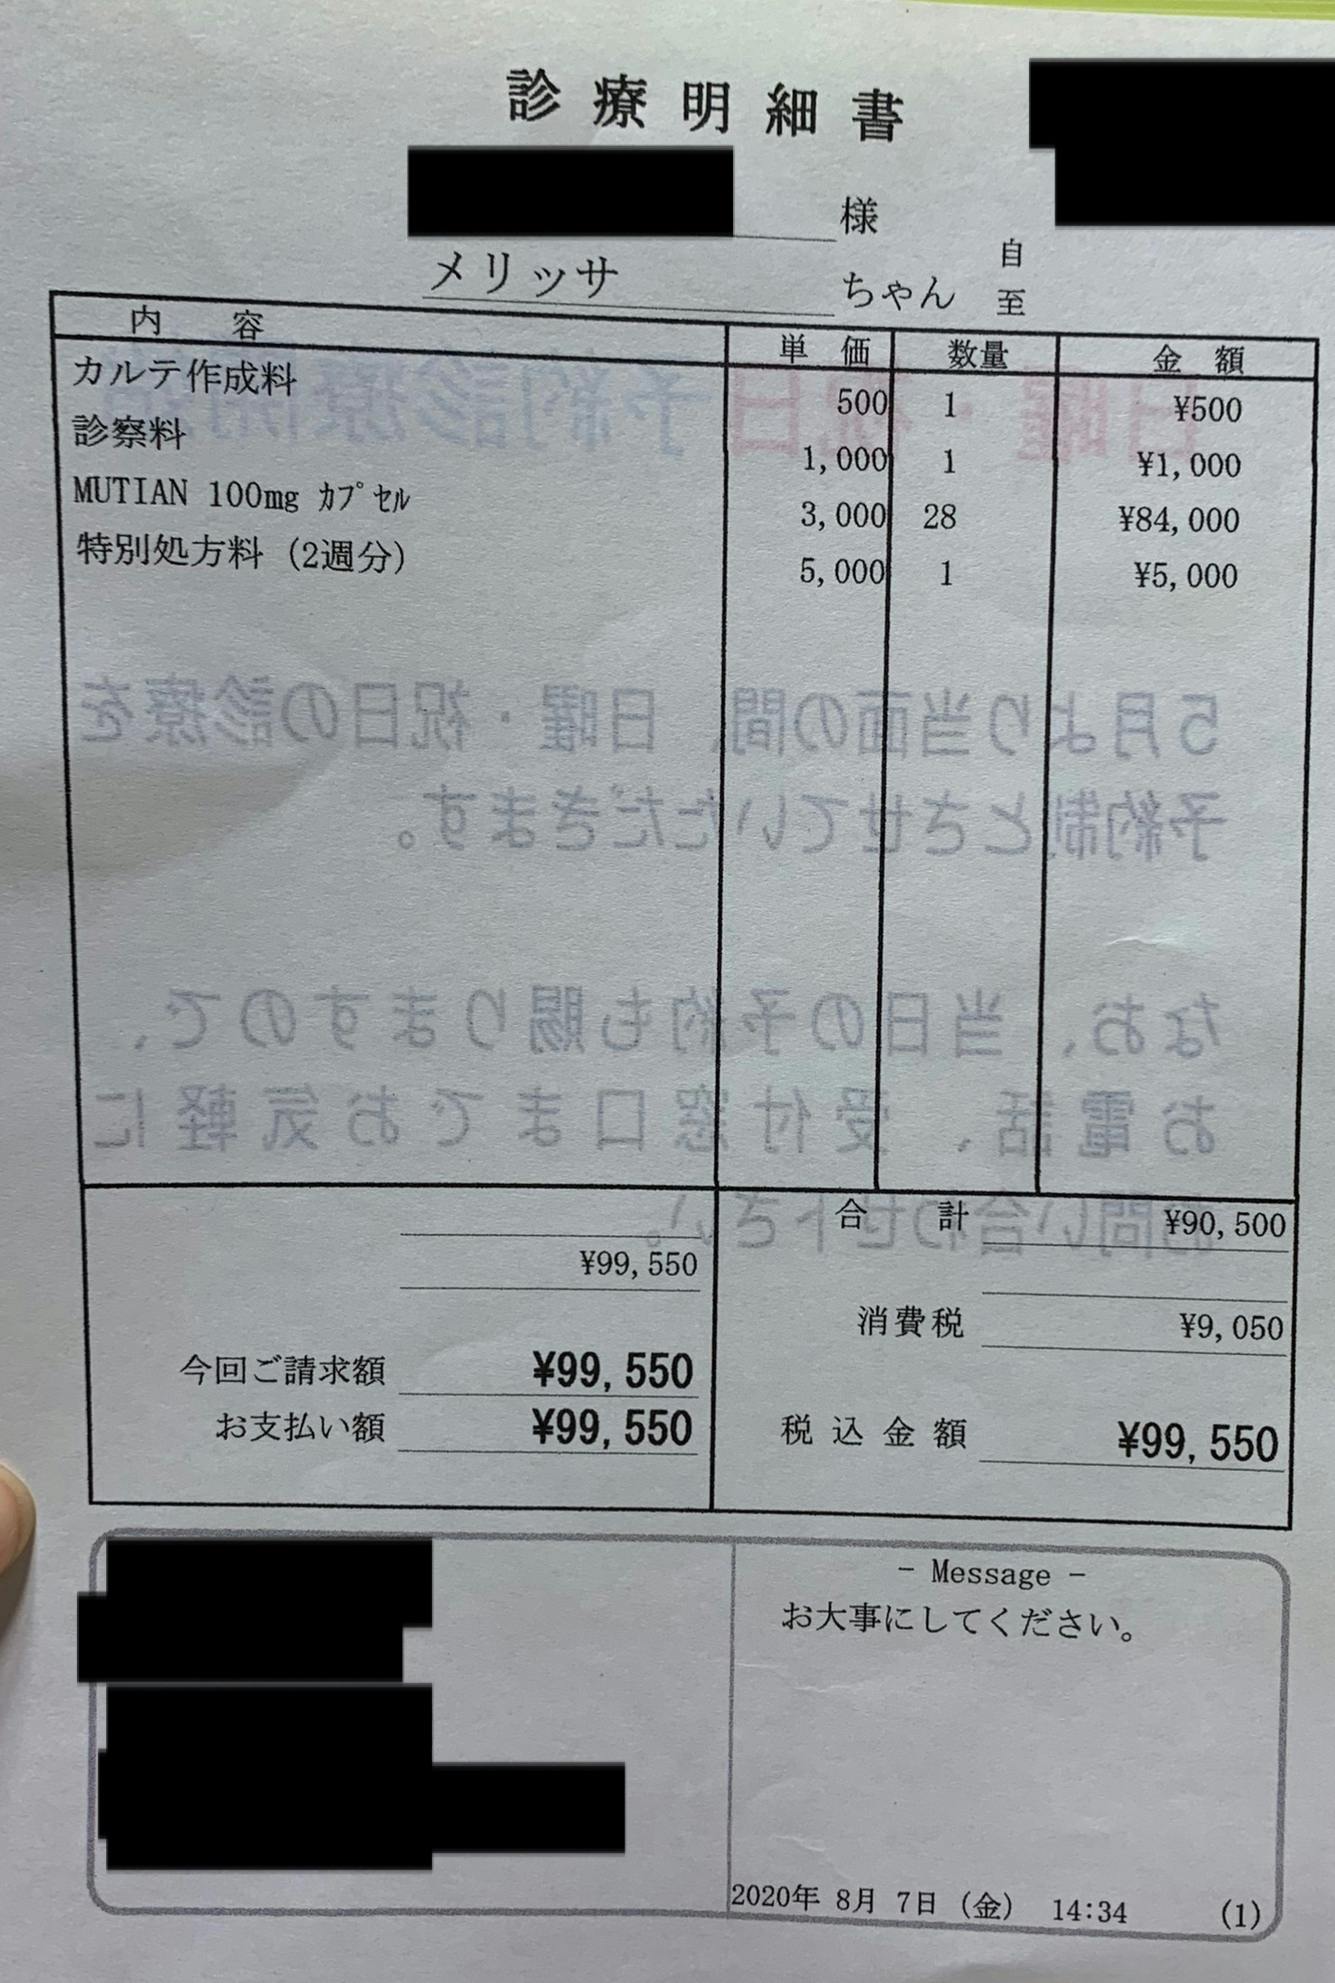 診療明細書
様
メリッサ ちゃん
自
至
内 容 単 価 数量 金 額
カルテ作成料 500 1 ¥500
診察料 1,000 1 ¥1,000
MUTIAN 100mg ｶﾌﾟｾﾙ 3,000 28 ¥84,000
特別処方料 (2週分) 5,000 1 ¥5,000
日曜・祝日 予約診療
5月より当面の間、日曜・祝日の診療を
予約制とさせていただきます。
なお、当日の予約も賜りますので、
お電話、受付窓口までお気軽に
お問い合わせ下さい。
合 計 ¥90,500
¥99,550
消費税 ¥9,050
今回ご請求額 ¥99,550
お支払い額 ¥99,550
税込金額 ¥99,550
- Message -
お大事にしてください。
2020年 8月 7日 (金) 14:34 (1)